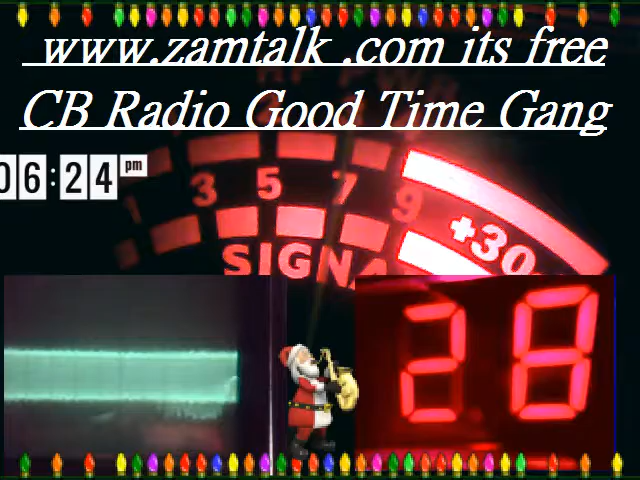 www.zamtalk .com its free
CB Radio Good Time Gang
06:24 pm
1 3 5 7 9 +30
SIGNA
28